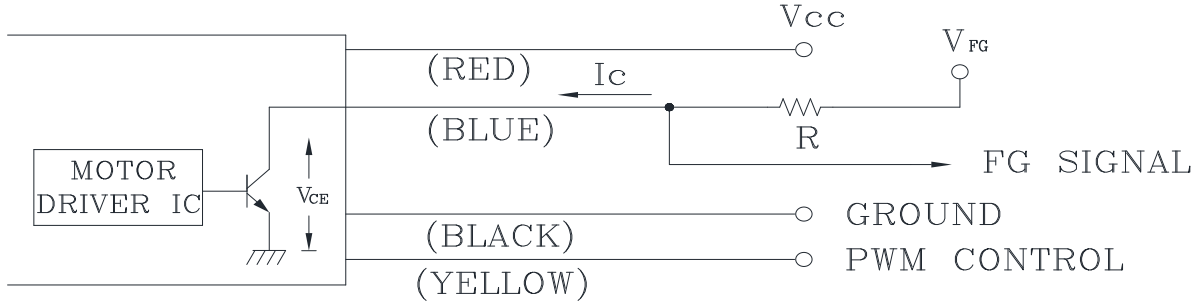 Vcc
VFG
(RED)
Ic
(BLUE)
R
MOTOR
DRIVER IC
VCE
FG SIGNAL
GROUND
(BLACK)
PWM CONTROL
(YELLOW)